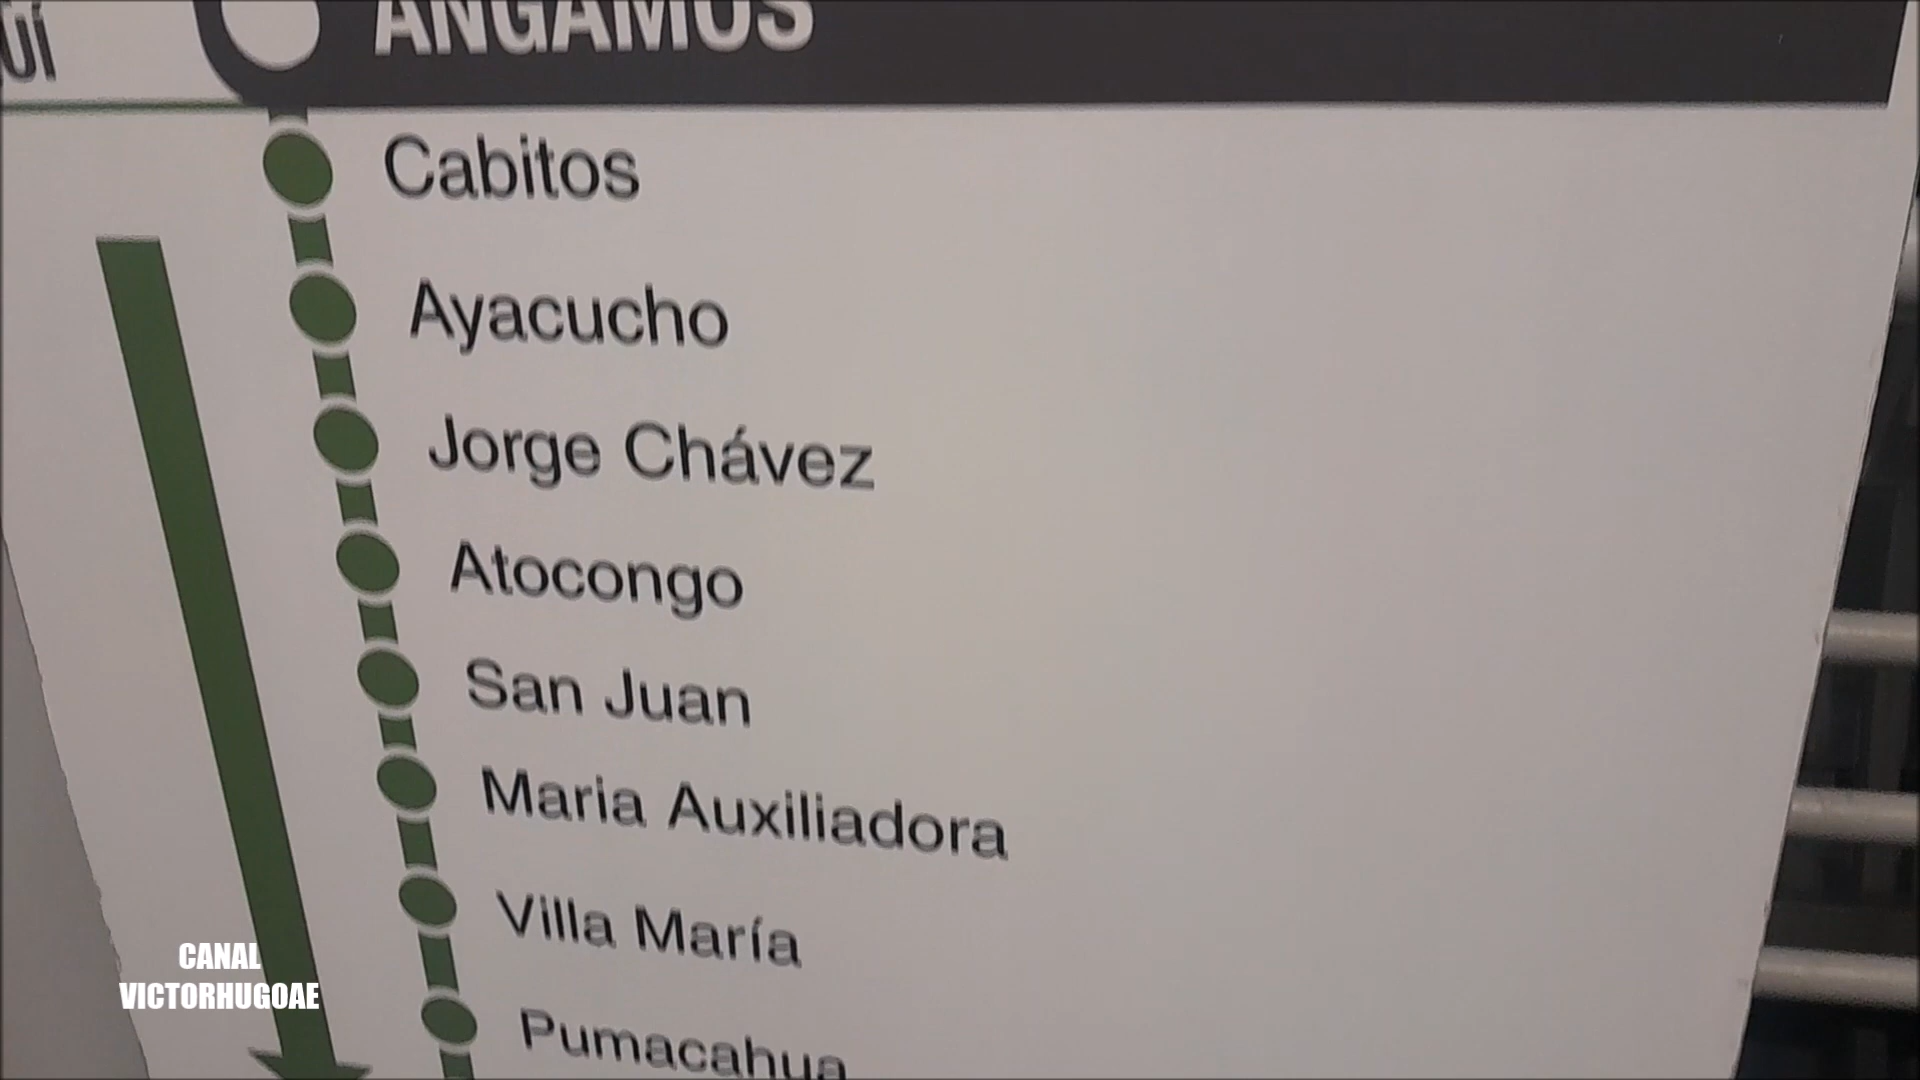 ANGAMOS
Cabitos
Ayacucho
Jorge Chávez
Atocongo
San Juan
Maria Auxiliadora
Villa María
Pumacahua
CANAL
VICTORHUGOAE